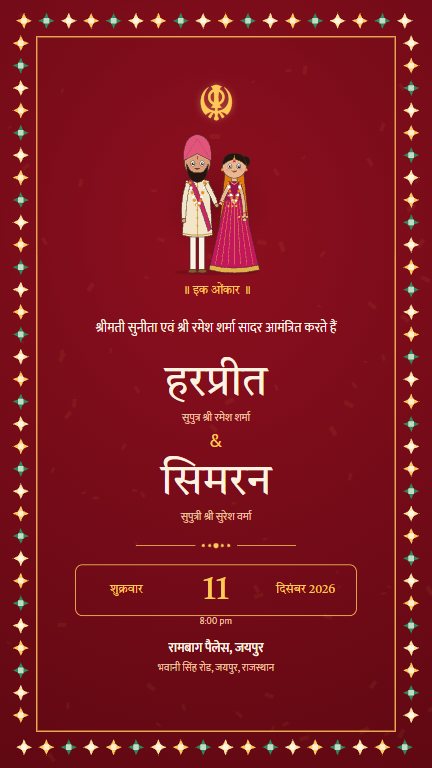 ॥ इक ओंकार ॥
श्रीमती सुनीता एवं श्री रमेश शर्मा सादर आमंत्रित करते हैं
हरप्रीत
सुपुत्र श्री रमेश शर्मा
&
सिमरन
सुपुत्री श्री सुरेश वर्मा
शुक्रवार 11 दिसंबर 2026
8:00 pm
रामबाग पैलेस, जयपुर
भवानी सिंह रोड, जयपुर, राजस्थान